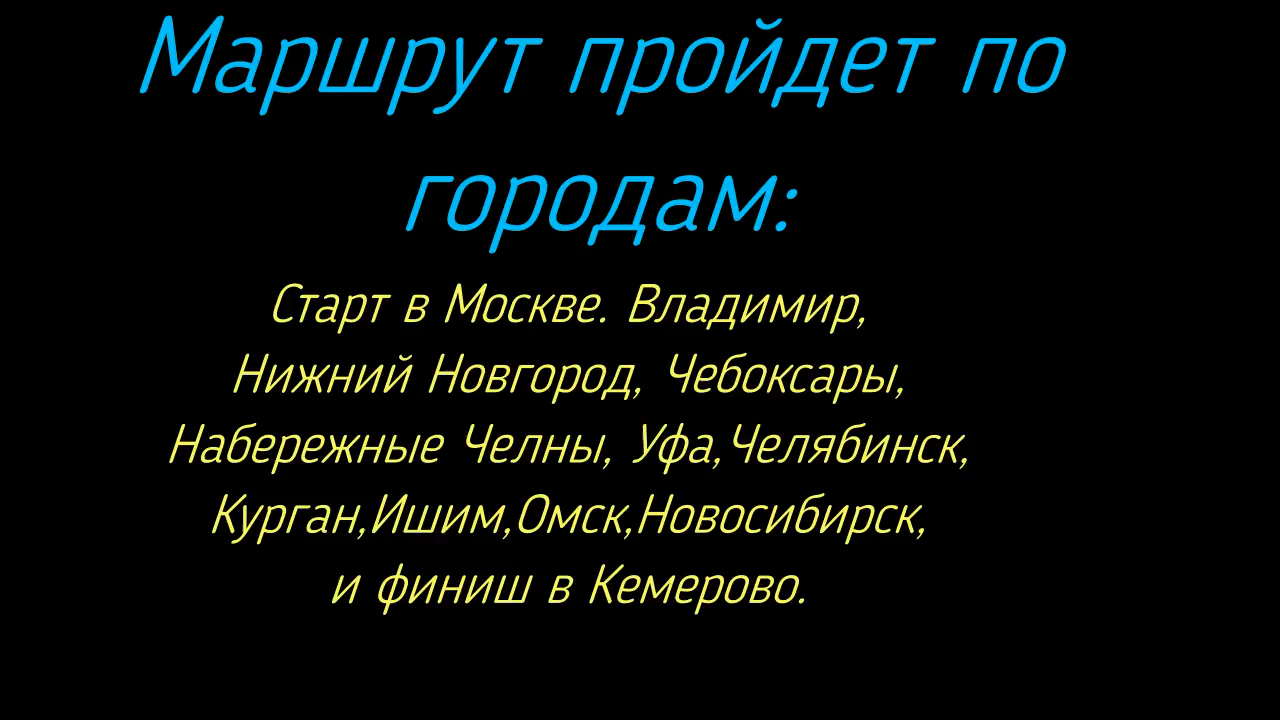 Маршрут пройдет по
городам:
Старт в Москве. Владимир,
Нижний Новгород, Чебоксары,
Набережные Челны, Уфа,Челябинск,
Курган,Ишим,Омск,Новосибирск,
и финиш в Кемерово.